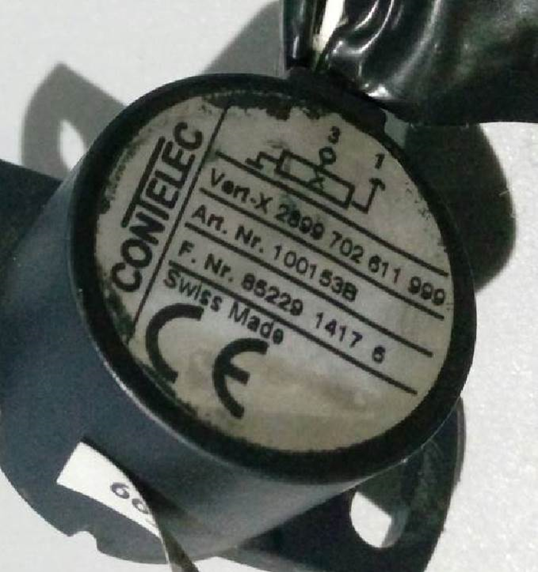 CONTELEC
3
1
Vert-X 2899 702 611 999
Art. Nr. 100153B
F. Nr. 85229 1417 6
Swiss Made
CE